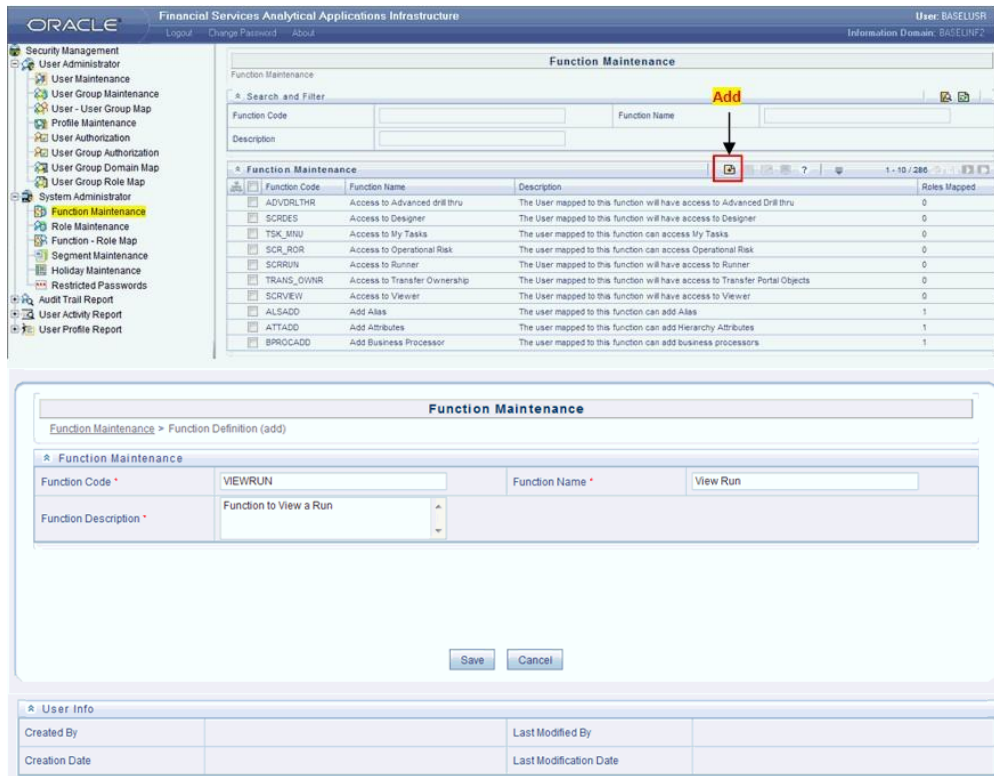 ORACLE
Financial Services Analytical Applications Infrastructure
User: BASELUSR
Logout Change Password About
Information Domain: BASELINF2
Security Management
User Administrator
User Maintenance
User Group Maintenance
User - User Group Map
Profile Maintenance
User Authorization
User Group Authorization
User Group Domain Map
User Group Role Map
System Administrator
Function Maintenance
Role Maintenance
Function - Role Map
Segment Maintenance
Holiday Maintenance
Restricted Passwords
Audit Trail Report
User Activity Report
User Profile Report
Function Maintenance
Function Maintenance
Search and Filter
Add
Function Code Function Name
Description
Function Maintenance ? 1 - 10 / 286
Function Code Function Name Description Roles Mapped
ADVDRLTHR Access to Advanced drill thru The User mapped to this function will have access to Advanced Drill thru 0
SCRDES Access to Designer The User mapped to this function will have access to Designer 0
TSK_MNU Access to My Tasks The user mapped to this function can access My Tasks 0
SCR_ROR Access to Operational Risk The user mapped to this function can access Operational Risk 0
SCRRUN Access to Runner The User mapped to this function will have access to Runner 0
TRANS_OWNR Access to Transfer Ownership The User mapped to this function will have access to Transfer Portal Objects 0
SCRVIEW Access to Viewer The User mapped to this function will have access to Viewer 0
ALSADD Add Alias The user mapped to this function can add Alias 1
ATTADD Add Attributes The user mapped to this function can add Hierarchy Attributes 1
BPROCADD Add Business Processor The user mapped to this function can add business processors 1
Function Maintenance
Function Maintenance > Function Definition (add)
Function Maintenance
Function Code * VIEWRUN Function Name * View Run
Function Description * Function to View a Run
Save Cancel
User Info
Created By Last Modified By
Creation Date Last Modification Date